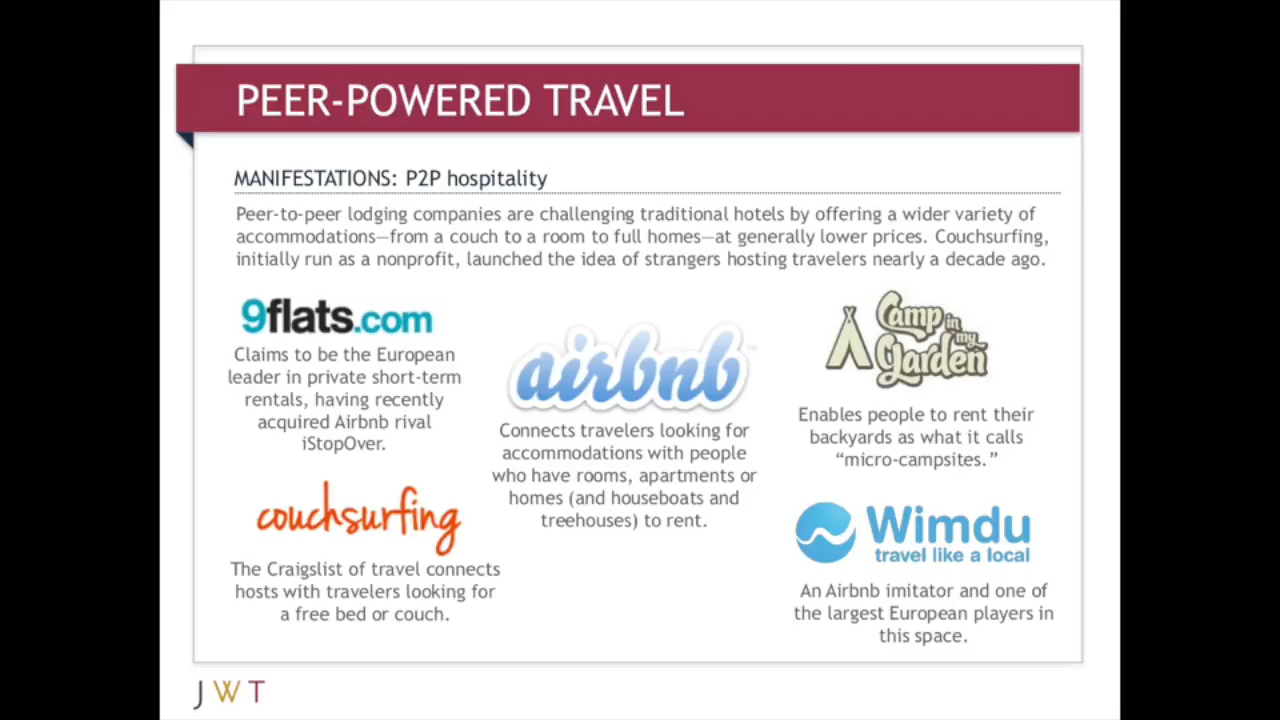 PEER-POWERED TRAVEL
MANIFESTATIONS: P2P hospitality
Peer-to-peer lodging companies are challenging traditional hotels by offering a wider variety of
accommodations—from a couch to a room to full homes—at generally lower prices. Couchsurfing,
initially run as a nonprofit, launched the idea of strangers hosting travelers nearly a decade ago.
9flats.com
Claims to be the European
leader in private short-term
rentals, having recently
acquired Airbnb rival
iStopOver.
couchsurfing
The Craigslist of travel connects
hosts with travelers looking for
a free bed or couch.
airbnb™
Connects travelers looking for
accommodations with people
who have rooms, apartments or
homes (and houseboats and
treehouses) to rent.
Camp in
my
Garden
Enables people to rent their
backyards as what it calls
“micro-campsites.”
Wimdu
travel like a local
An Airbnb imitator and one of
the largest European players in
this space.
JWT